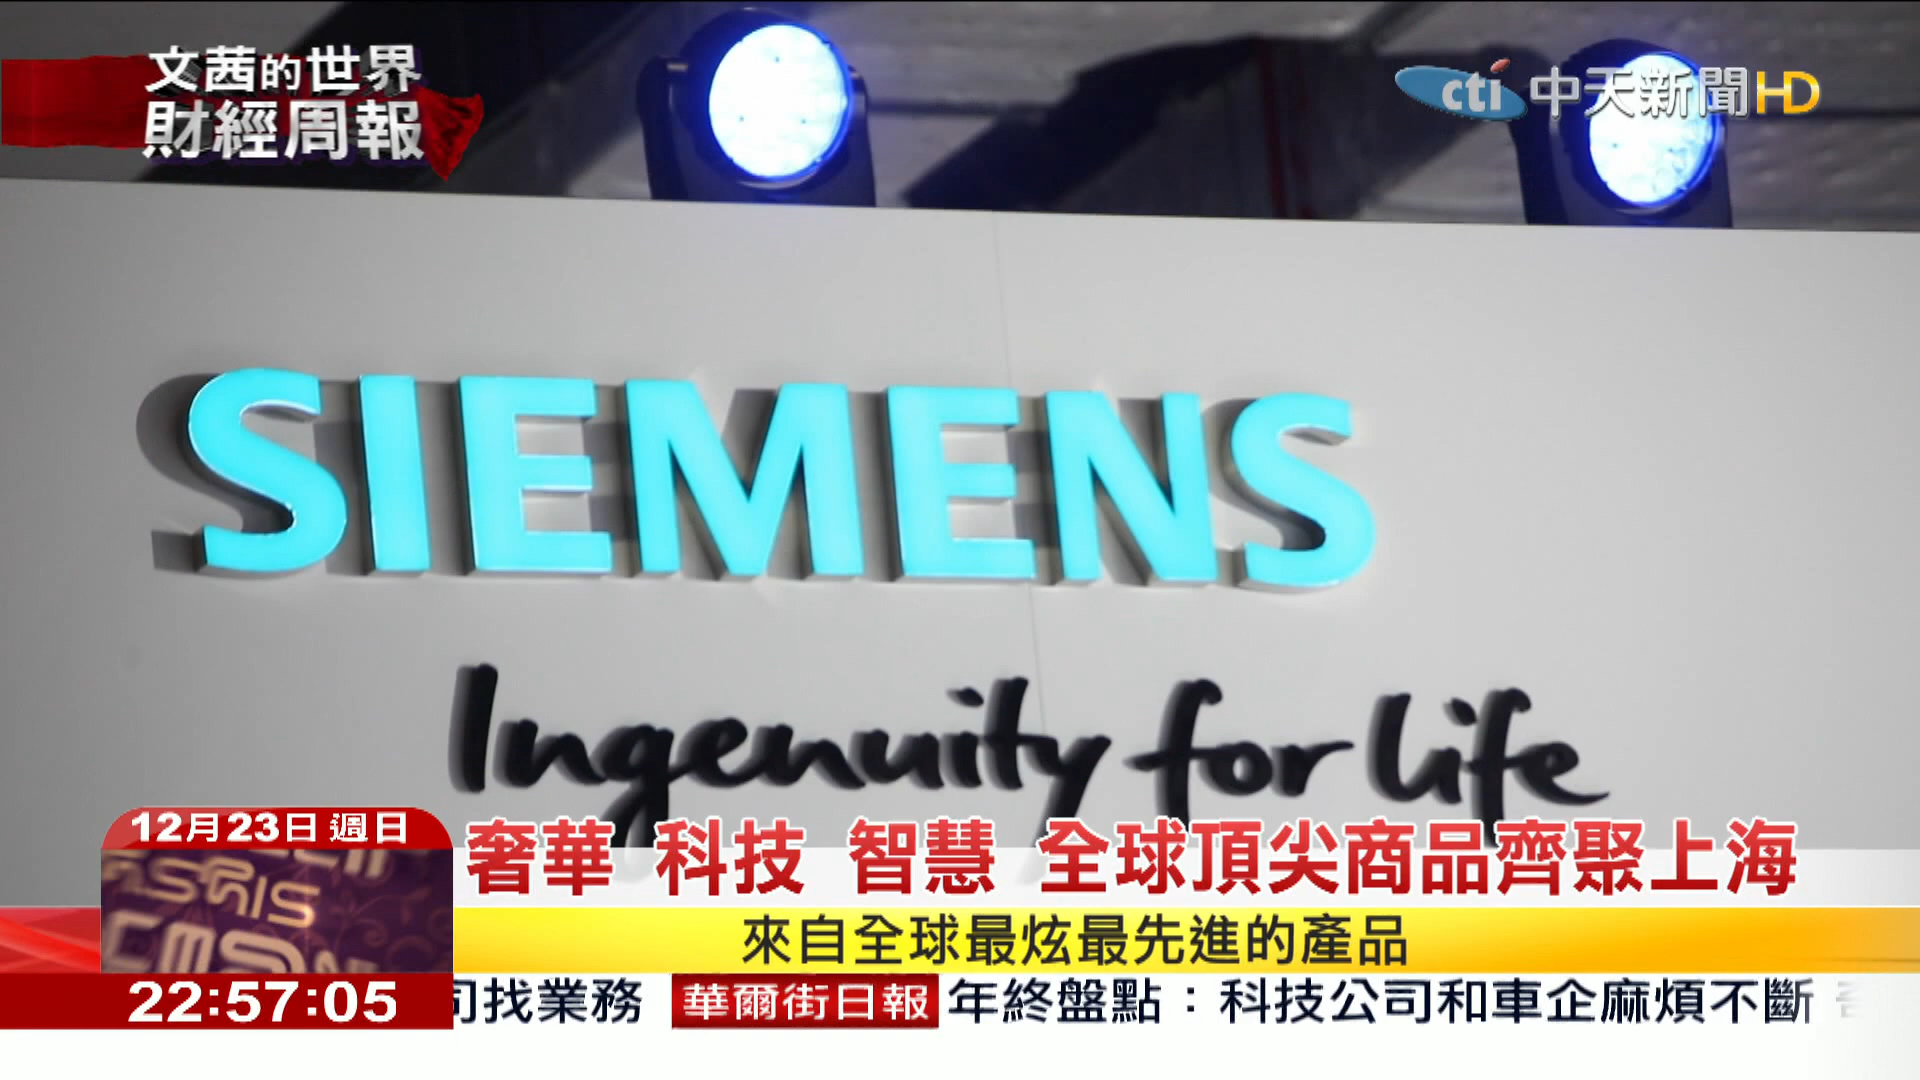 文茜的世界
財經周報
cti 中天新聞HD
SIEMENS
Ingenuity for life
12月23日 週日
奢華 科技 智慧 全球頂尖商品齊聚上海
來自全球最炫最先進的產品
22:57:05
司找業務 華爾街日報 年終盤點：科技公司和車企麻煩不斷